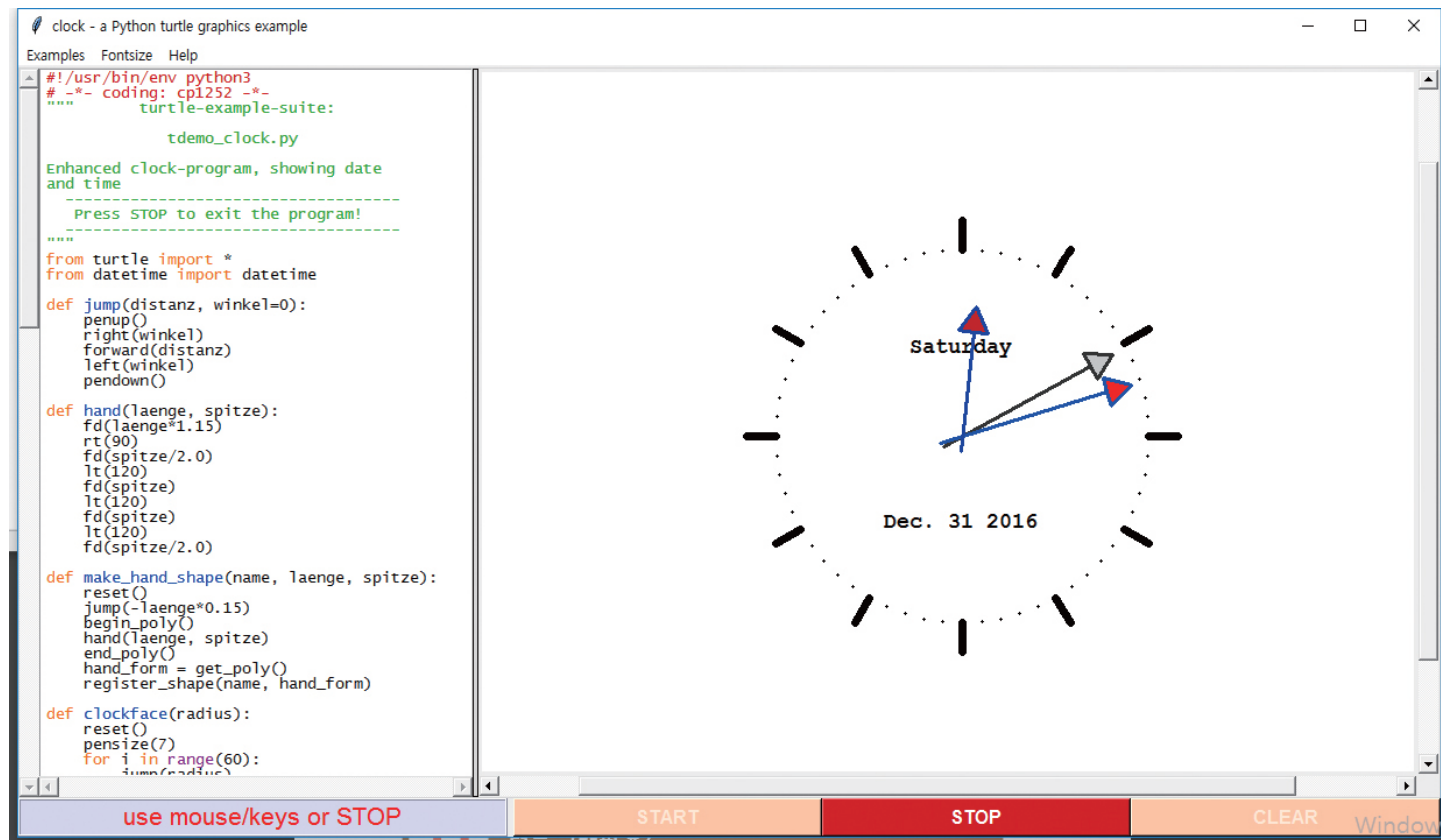 clock - a Python turtle graphics example
Examples Fontsize Help
#!/usr/bin/env python3
# -*- coding: cp1252 -*-
""" turtle-example-suite:
tdemo_clock.py
Enhanced clock-program, showing date
and time
------------------------------------
Press STOP to exit the program!
------------------------------------
"""
from turtle import *
from datetime import datetime
def jump(distanz, winkel=0):
penup()
right(winkel)
forward(distanz)
left(winkel)
pendown()
def hand(laenge, spitze):
fd(laenge*1.15)
rt(90)
fd(spitze/2.0)
lt(120)
fd(spitze)
lt(120)
fd(spitze)
lt(120)
fd(spitze/2.0)
def make_hand_shape(name, laenge, spitze):
reset()
jump(-laenge*0.15)
begin_poly()
hand(laenge, spitze)
end_poly()
hand_form = get_poly()
register_shape(name, hand_form)
def clockface(radius):
reset()
pensize(7)
for i in range(60):
jump(radius)
Saturday
Dec. 31 2016
use mouse/keys or STOP
START
STOP
CLEAR
Window